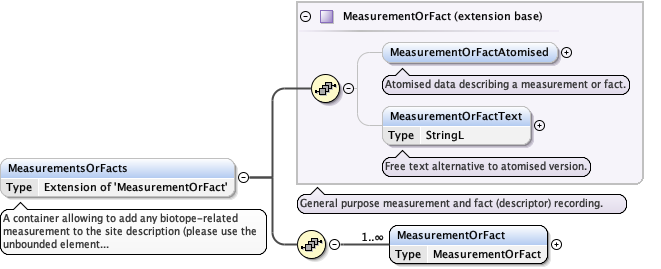 MeasurementOrFact (extension base)
MeasurementOrFactAtomised
Atomised data describing a measurement or fact.
MeasurementOrFactText
Type StringL
Free text alternative to atomised version.
General purpose measurement and fact (descriptor) recording.
MeasurementsOrFacts
Type Extension of 'MeasurementOrFact'
A container allowing to add any biotope-related
measurement to the site description (please use the
unbounded element...
1..∞
MeasurementOrFact
Type MeasurementOrFact